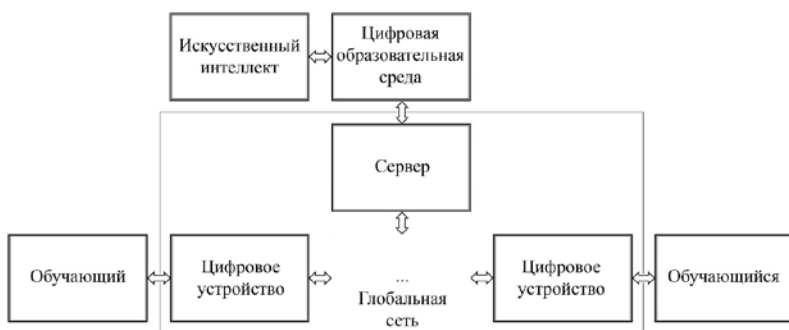 Искусственный
интеллект
Цифровая
образовательная
среда
Сервер
Обучающий
Цифровое
устройство
...
Глобальная
сеть
Цифровое
устройство
Обучающийся